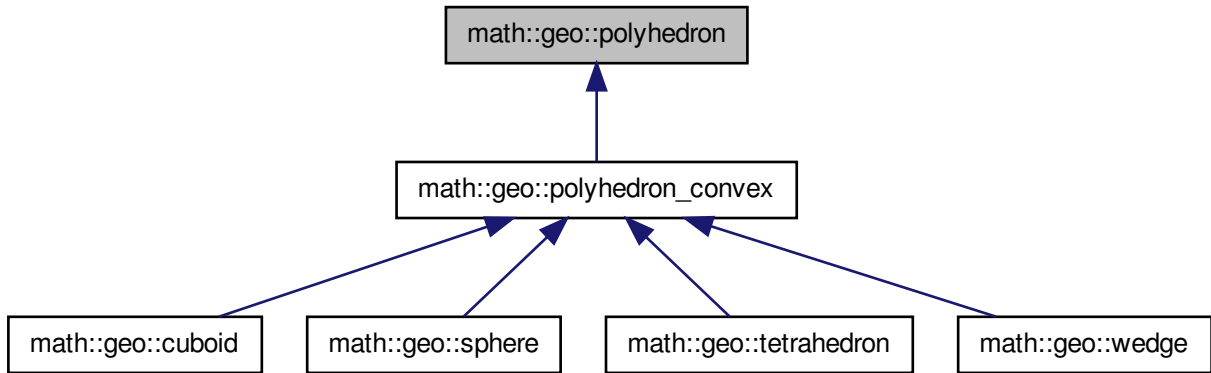 math::geo::polyhedron
math::geo::polyhedron_convex
math::geo::cuboid
math::geo::sphere
math::geo::tetrahedron
math::geo::wedge